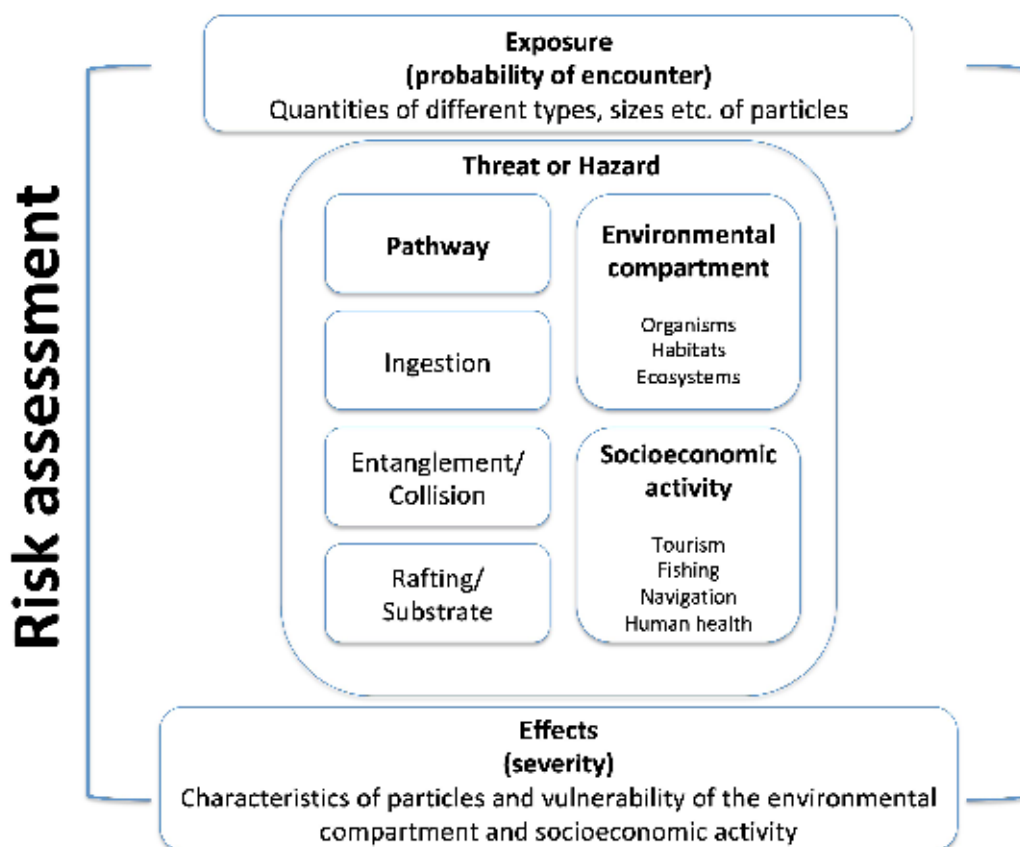 Risk assessment
Exposure
(probability of encounter)
Quantities of different types, sizes etc. of particles
Threat or Hazard
Pathway
Ingestion
Entanglement/
Collision
Rafting/
Substrate
Environmental
compartment
Organisms
Habitats
Ecosystems
Socioeconomic
activity
Tourism
Fishing
Navigation
Human health
Effects
(severity)
Characteristics of particles and vulnerability of the environmental
compartment and socioeconomic activity